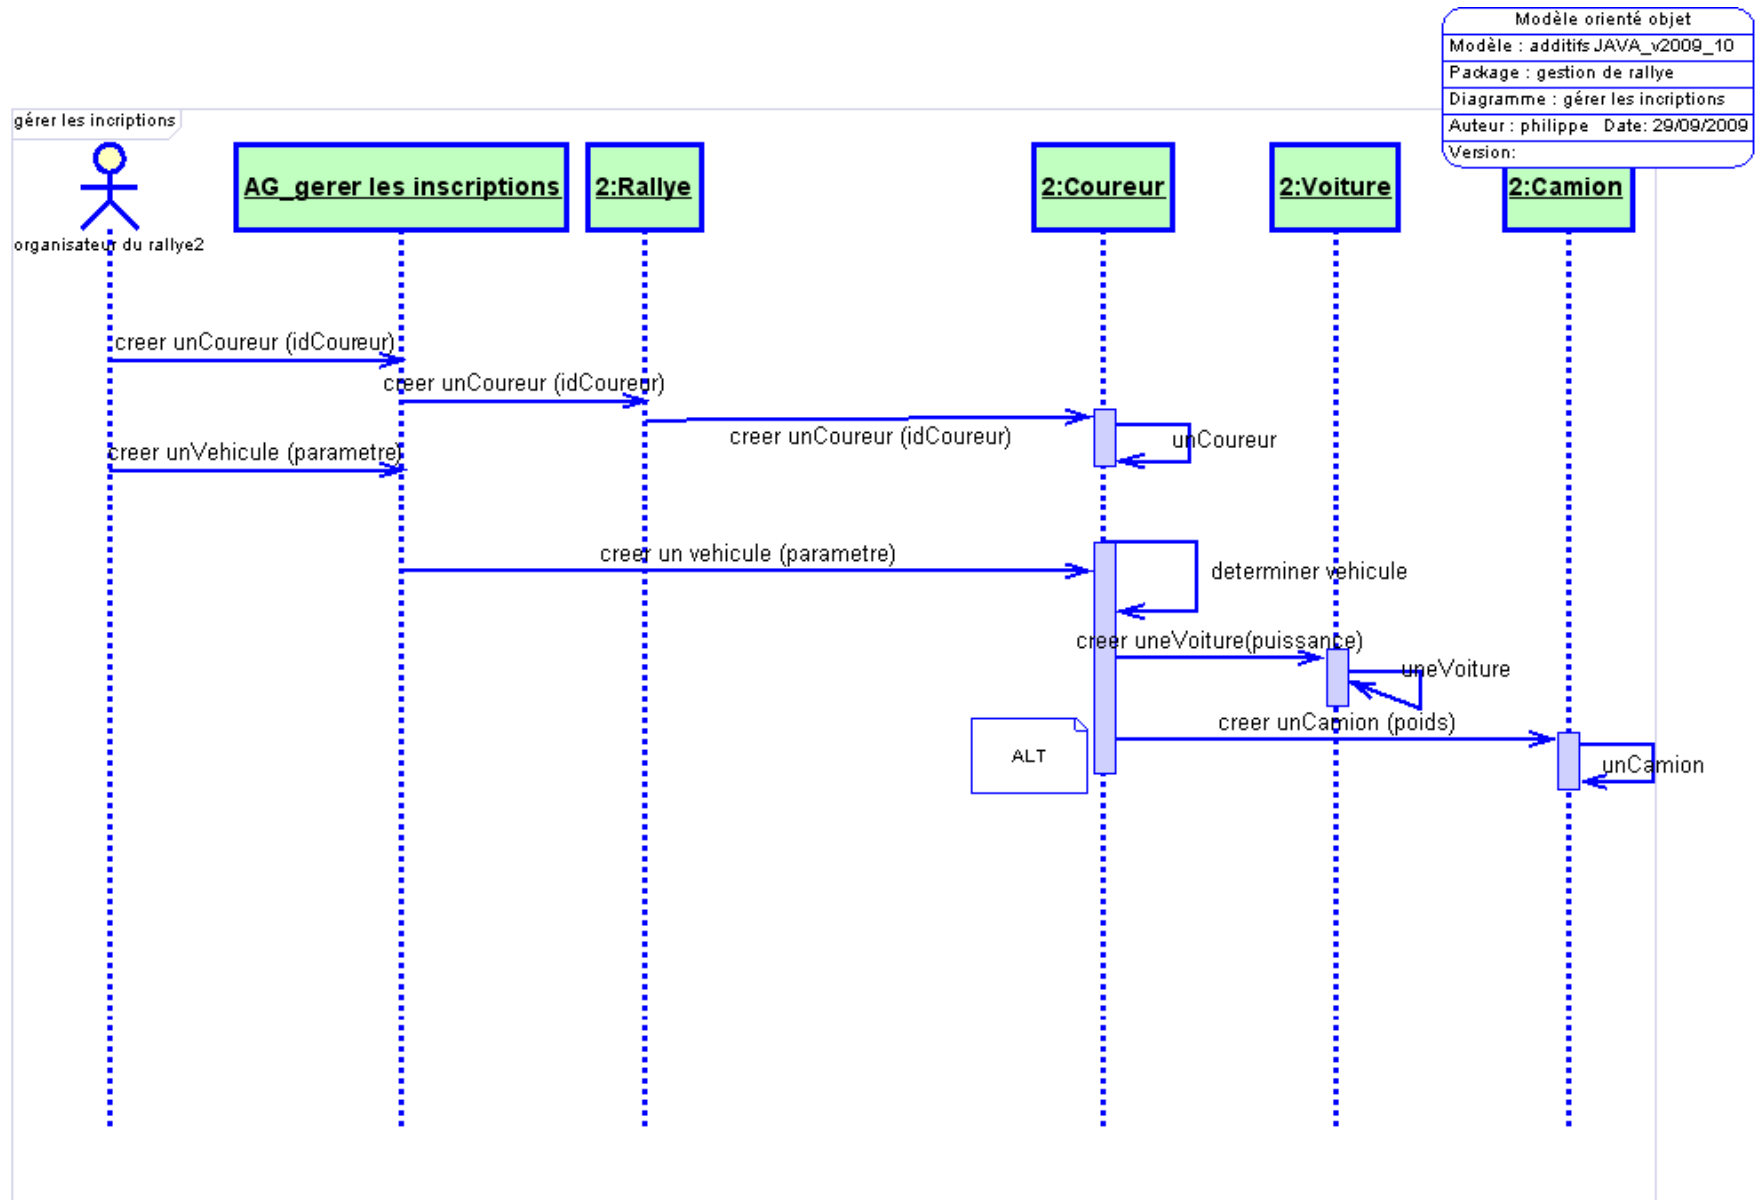 Modèle orienté objet
Modèle : additifs JAVA_v2009_10
Package : gestion de rallye
Diagramme : gérer les incriptions
Auteur : philippe Date: 29/09/2009
Version:
gérer les incriptions
organisateur du rallye2
AG_gerer les inscriptions
2:Rallye
2:Coureur
2:Voiture
2:Camion
creer unCoureur (idCoureur)
creer unCoureur (idCoureur)
creer unCoureur (idCoureur)
unCoureur
creer unVehicule (parametre)
creer un vehicule (parametre)
determiner vehicule
creer uneVoiture(puissance)
uneVoiture
creer unCamion (poids)
ALT
unCamion